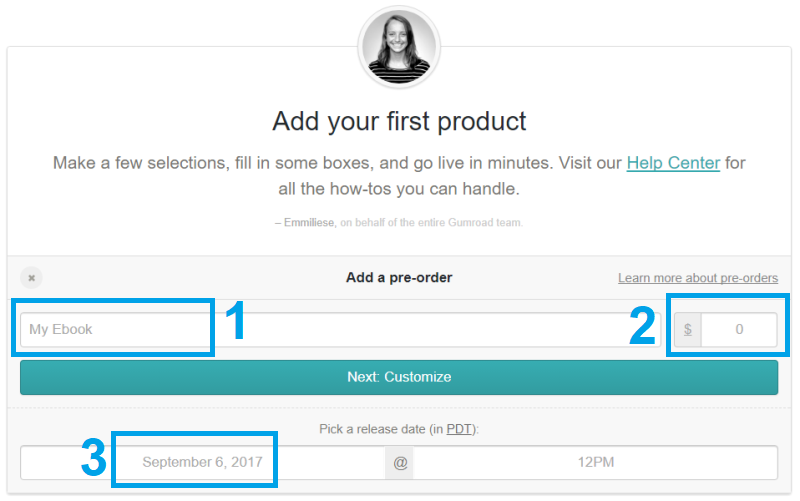 Add your first product
Make a few selections, fill in some boxes, and go live in minutes. Visit our Help Center for
all the how-tos you can handle.
– Emmiliese, on behalf of the entire Gumroad team.
× Add a pre-order Learn more about pre-orders
My Ebook 1 2 $ 0
Next: Customize
Pick a release date (in PDT):
3 September 6, 2017 @ 12PM